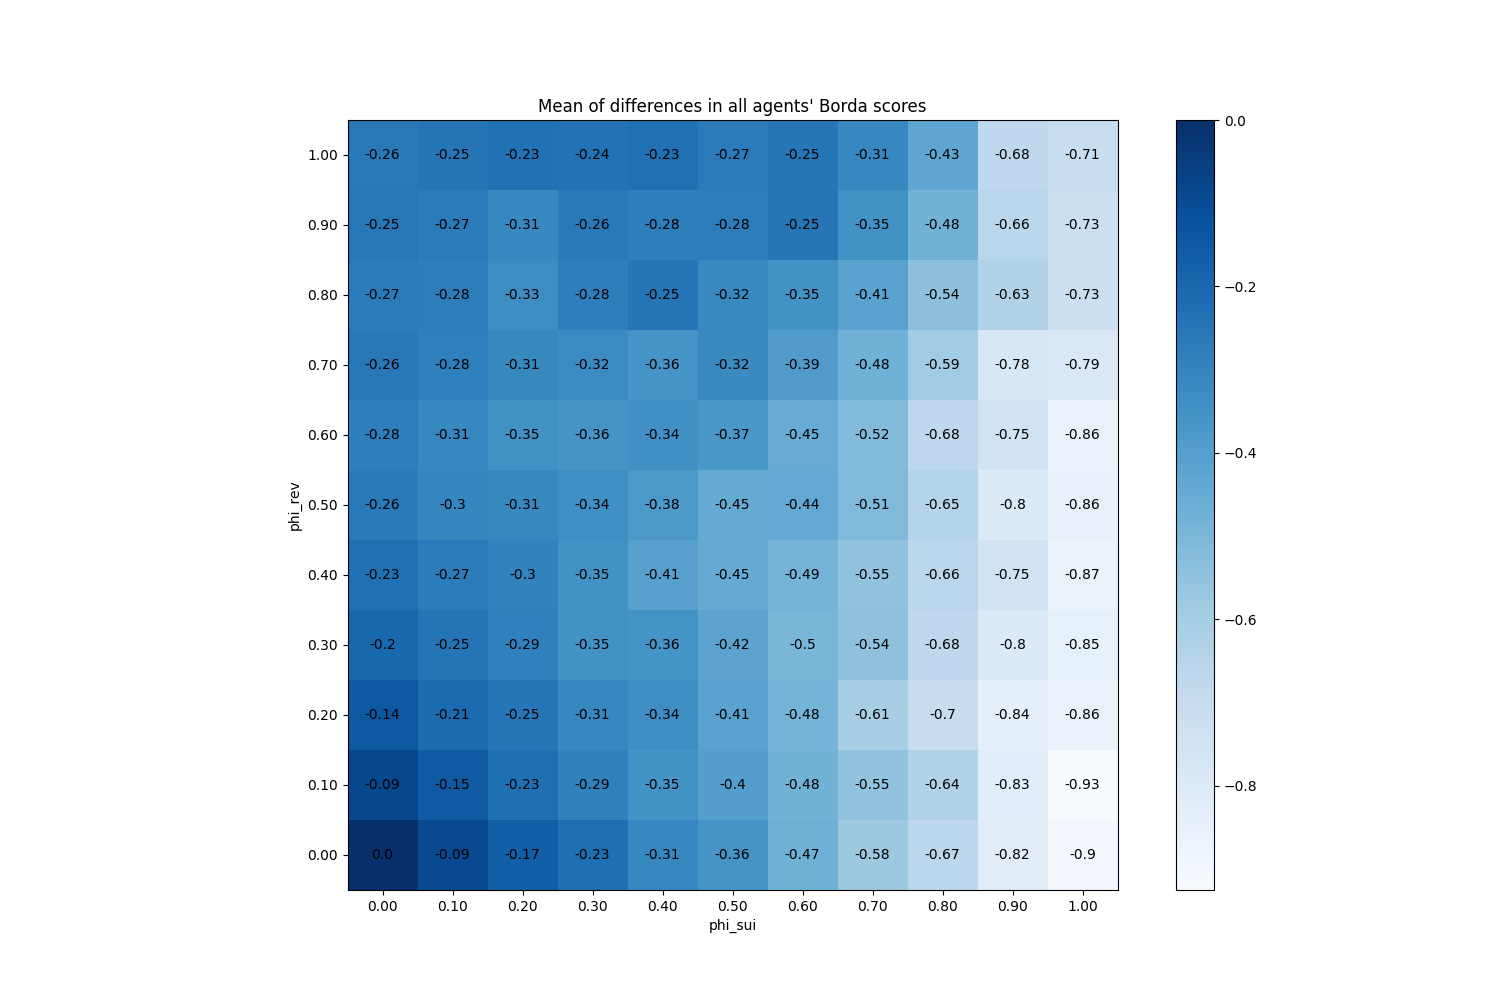 Mean of differences in all agents' Borda scores
1.00 -0.26 -0.25 -0.23 -0.24 -0.23 -0.27 -0.25 -0.31 -0.43 -0.68 -0.71
0.90 -0.25 -0.27 -0.31 -0.26 -0.28 -0.28 -0.25 -0.35 -0.48 -0.66 -0.73
0.80 -0.27 -0.28 -0.33 -0.28 -0.25 -0.32 -0.35 -0.41 -0.54 -0.63 -0.73
0.70 -0.26 -0.28 -0.31 -0.32 -0.36 -0.32 -0.39 -0.48 -0.59 -0.78 -0.79
0.60 -0.28 -0.31 -0.35 -0.36 -0.34 -0.37 -0.45 -0.52 -0.68 -0.75 -0.86
0.50 -0.26 -0.3 -0.31 -0.34 -0.38 -0.45 -0.44 -0.51 -0.65 -0.8 -0.86
0.40 -0.23 -0.27 -0.3 -0.35 -0.41 -0.45 -0.49 -0.55 -0.66 -0.75 -0.87
0.30 -0.2 -0.25 -0.29 -0.35 -0.36 -0.42 -0.5 -0.54 -0.68 -0.8 -0.85
0.20 -0.14 -0.21 -0.25 -0.31 -0.34 -0.41 -0.48 -0.61 -0.7 -0.84 -0.86
0.10 -0.09 -0.15 -0.23 -0.29 -0.35 -0.4 -0.48 -0.55 -0.64 -0.83 -0.93
0.00 0.0 -0.09 -0.17 -0.23 -0.31 -0.36 -0.47 -0.58 -0.67 -0.82 -0.9
0.00 0.10 0.20 0.30 0.40 0.50 0.60 0.70 0.80 0.90 1.00
phi_sui
phi_rev
0.0
−0.2
−0.4
−0.6
−0.8